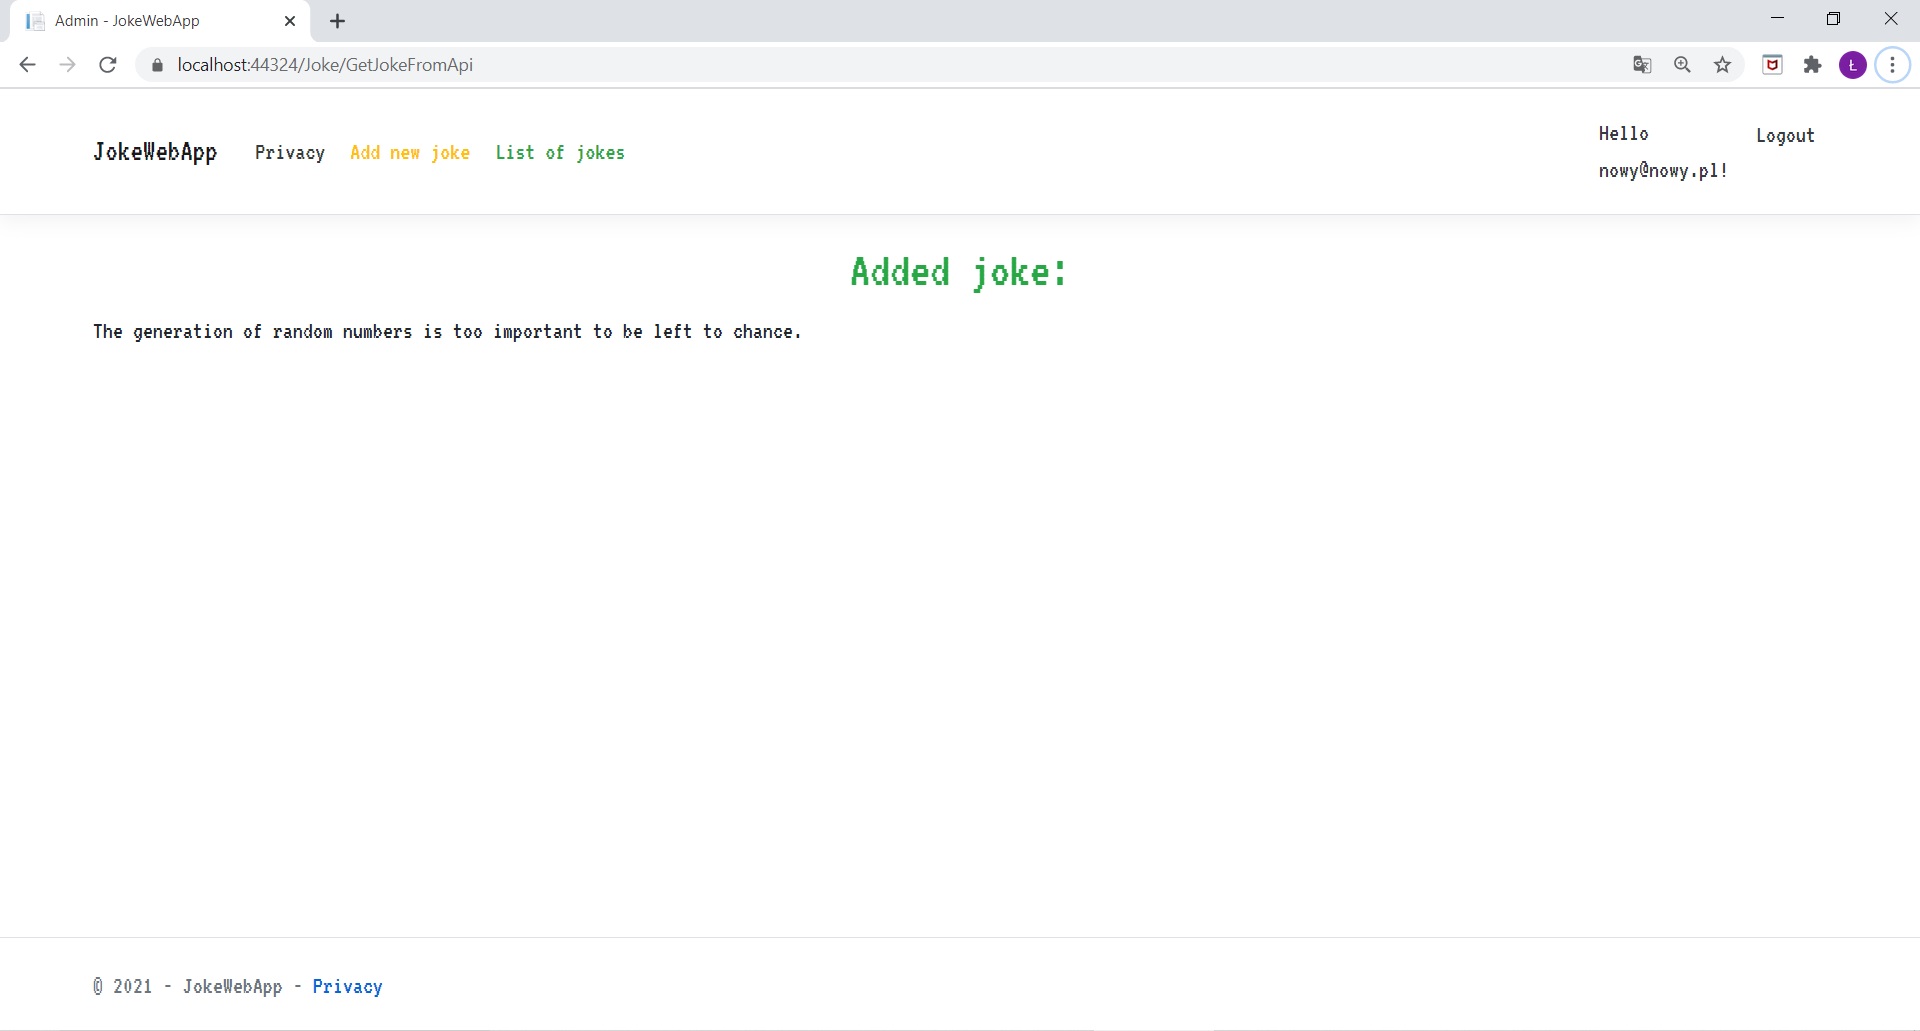 Admin - JokeWebApp
localhost:44324/Joke/GetJokeFromApi
Ł
JokeWebApp Privacy Add new joke List of jokes
Hello
nowy@nowy.pl!
Logout
Added joke:
The generation of random numbers is too important to be left to chance.
© 2021 - JokeWebApp - Privacy